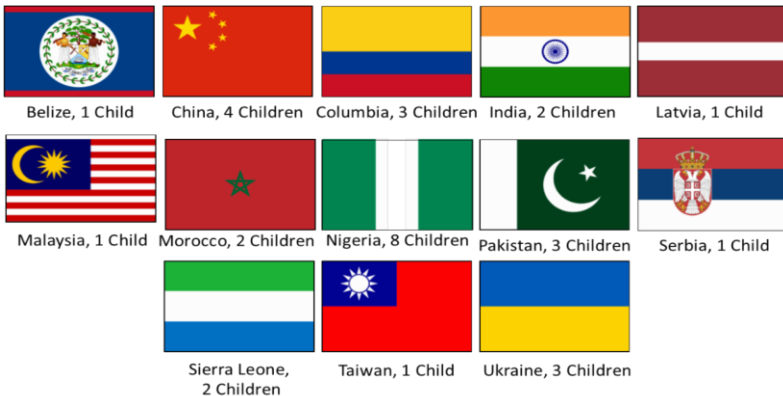 Belize, 1 Child
China, 4 Children
Columbia, 3 Children
India, 2 Children
Latvia, 1 Child
Malaysia, 1 Child
Morocco, 2 Children
Nigeria, 8 Children
Pakistan, 3 Children
Serbia, 1 Child
Sierra Leone,
2 Children
Taiwan, 1 Child
Ukraine, 3 Children